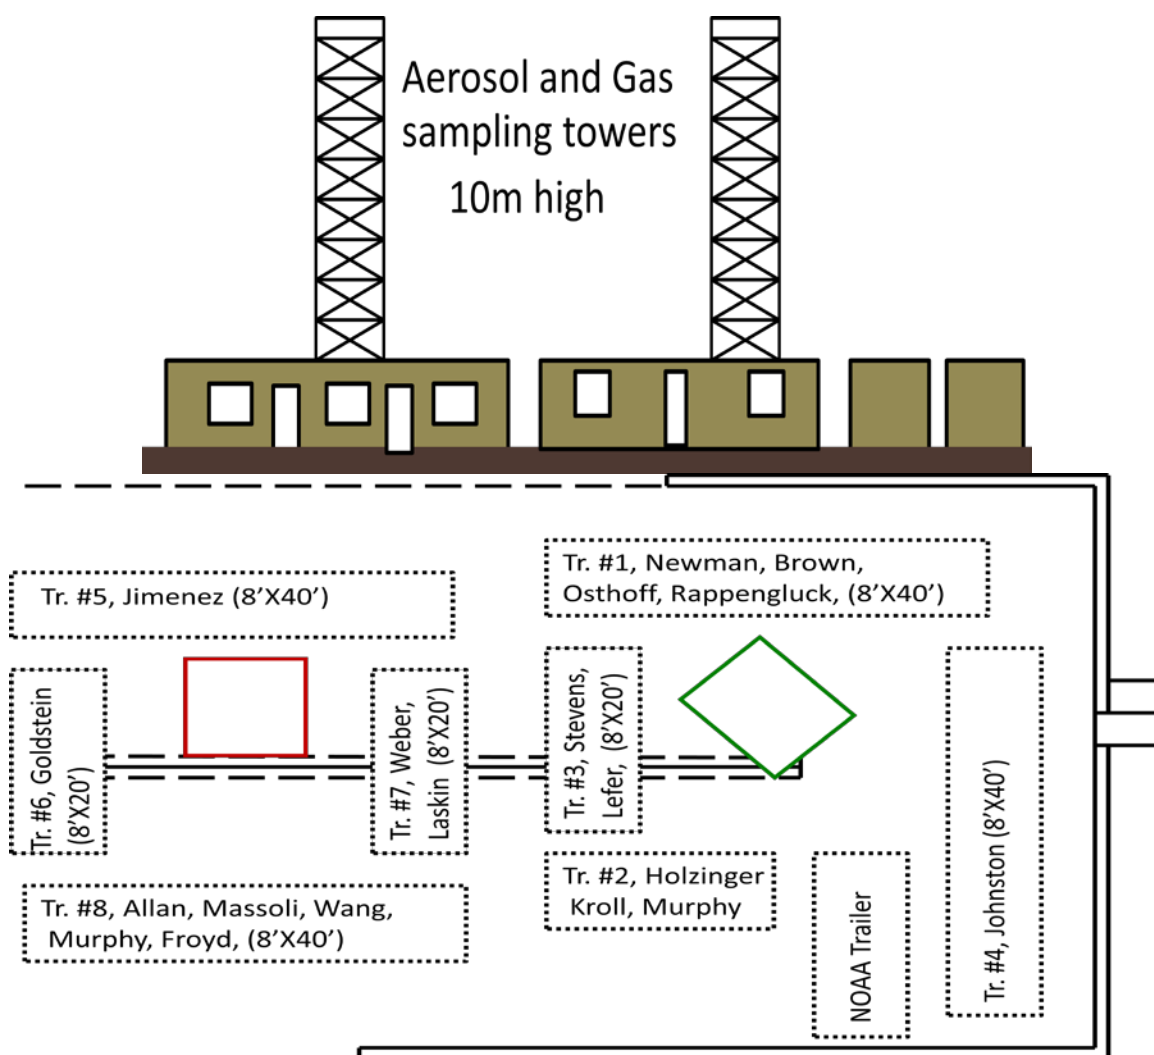 Aerosol and Gas
sampling towers
10m high
Tr. #1, Newman, Brown,
Osthoff, Rappengluck, (8’X40’)
Tr. #5, Jimenez (8’X40’)
Tr. #6, Goldstein
(8’X20’)
Tr. #7, Weber,
Laskin (8’X20’)
Tr. #3, Stevens,
Lefer, (8’X20’)
Tr. #4, Johnston (8’X40’)
Tr. #8, Allan, Massoli, Wang,
Murphy, Froyd, (8’X40’)
Tr. #2, Holzinger
Kroll, Murphy
NOAA Trailer